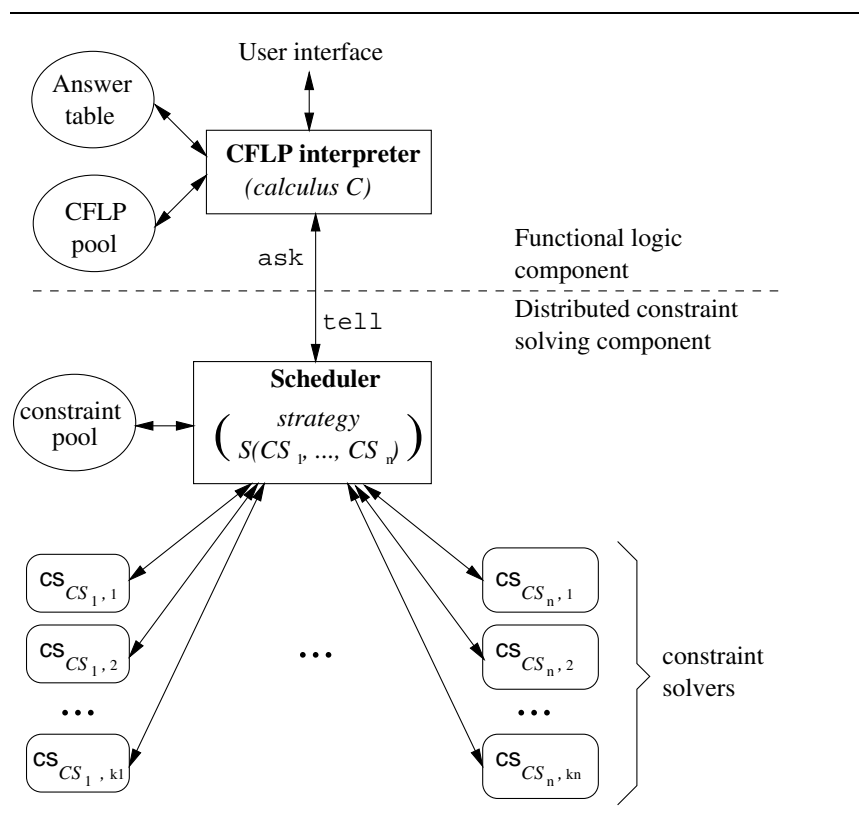 User interface
Answer
table
CFLP interpreter
(calculus C)
CFLP
pool
ask
Functional logic
component
tell
Distributed constraint
solving component
Scheduler
constraint
pool
( strategy
S(CS 1, ..., CS n) )
cs CS 1, 1
cs CS n, 1
cs CS 1, 2
...
cs CS n, 2
constraint
solvers
...
...
cs CS 1, k1
cs CS n, kn